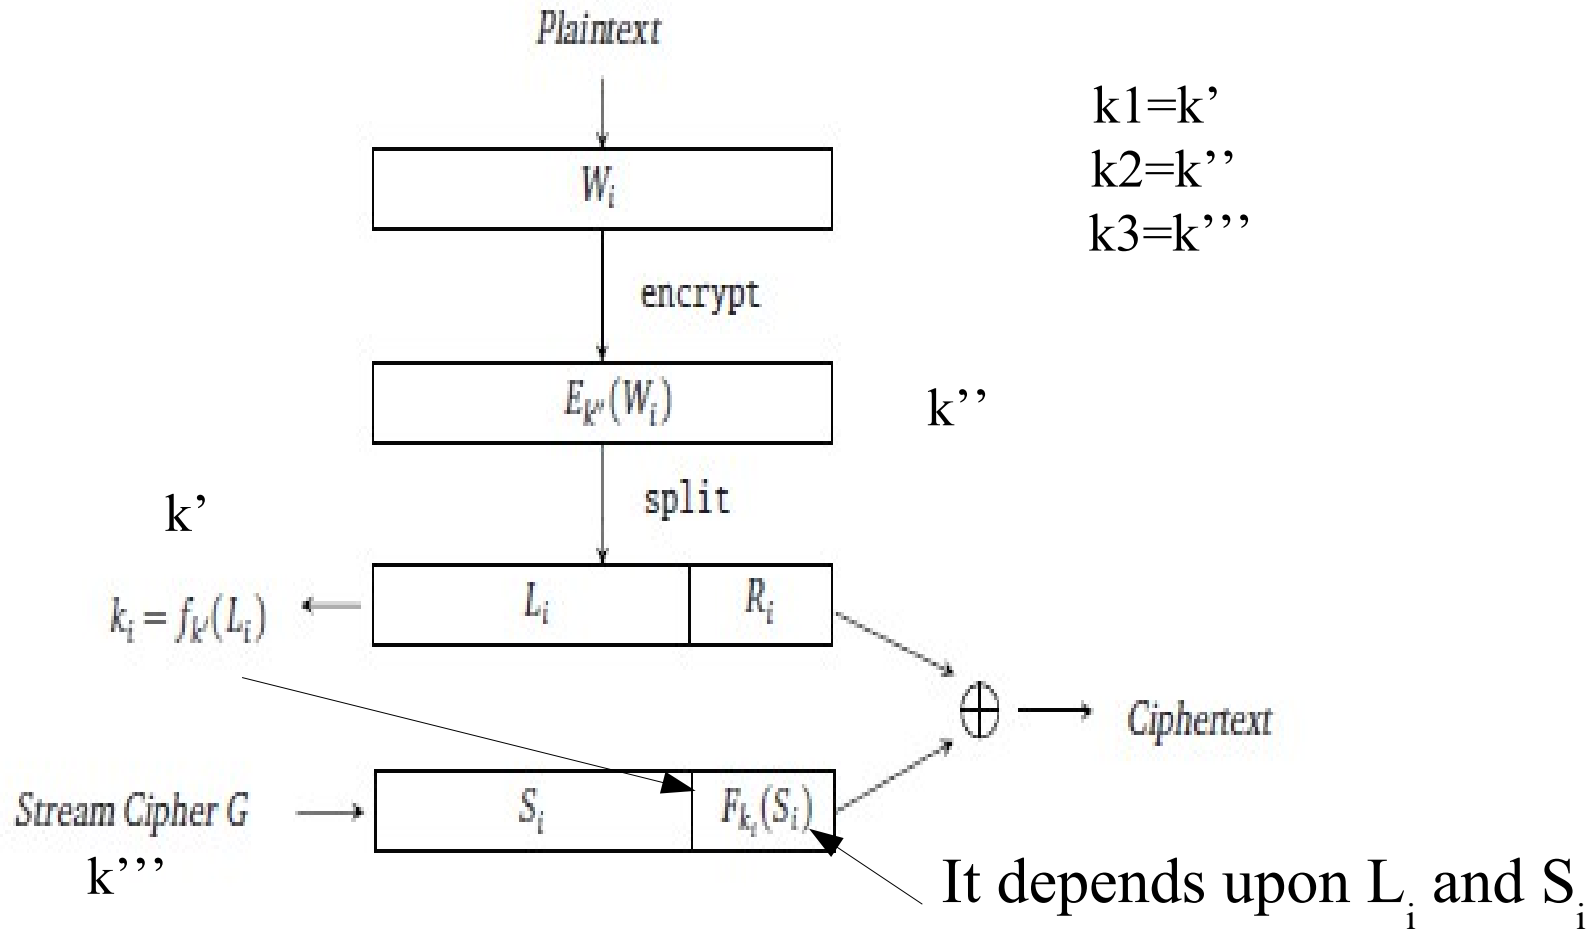 Plaintext
k1=k’
W_i
k2=k’’
k3=k’’’
encrypt
E_k″(W_i)
k’’
split
k’
L_i
R_i
k_i = f_k′(L_i)
Ciphertext
Stream Cipher G
S_i
F_k_i(S_i)
k’’’
It depends upon L_i and S_i